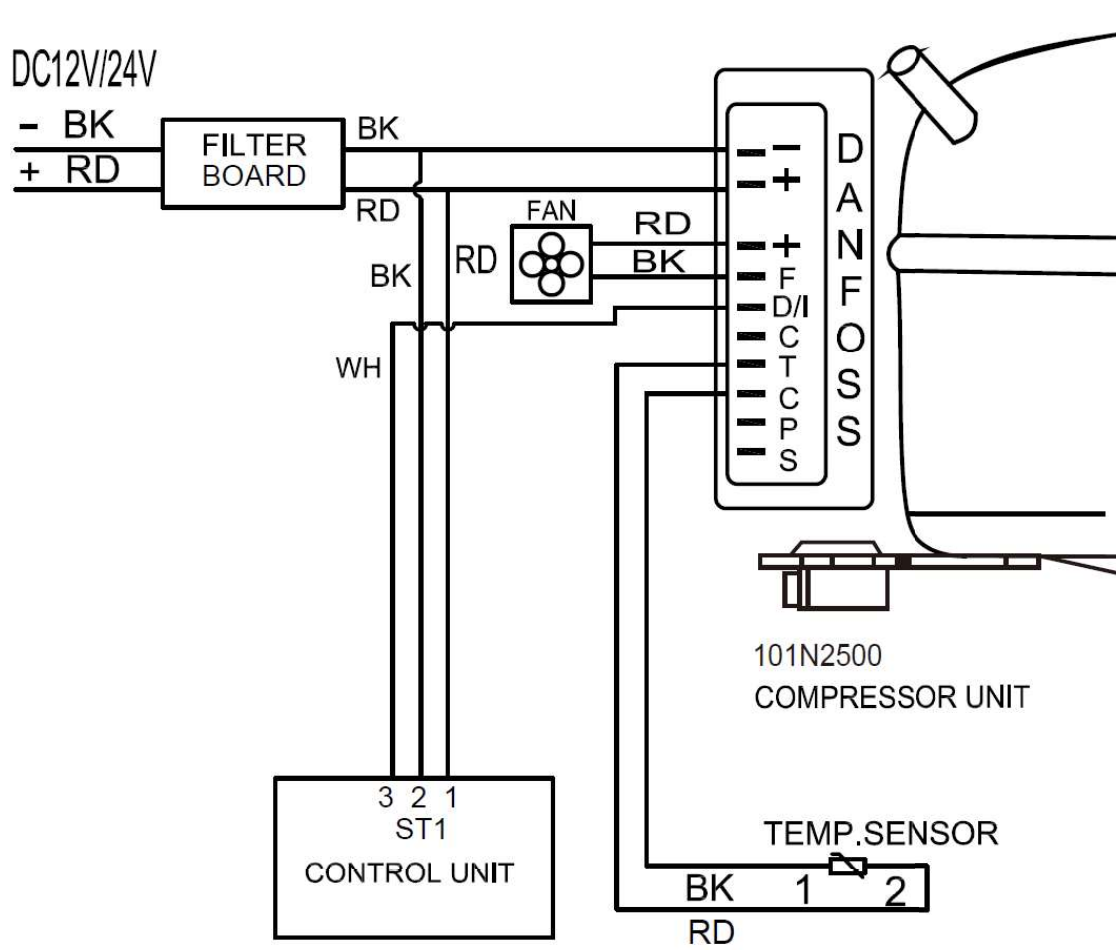 DC12V/24V
- BK
+ RD
FILTER
BOARD
BK
RD
BK
FAN
RD
RD
BK
WH
-
+
+
F
D/I
C
T
C
P
S
DANFOSS
101N2500
COMPRESSOR UNIT
3 2 1
ST1
CONTROL UNIT
TEMP.SENSOR
BK 1 2
RD